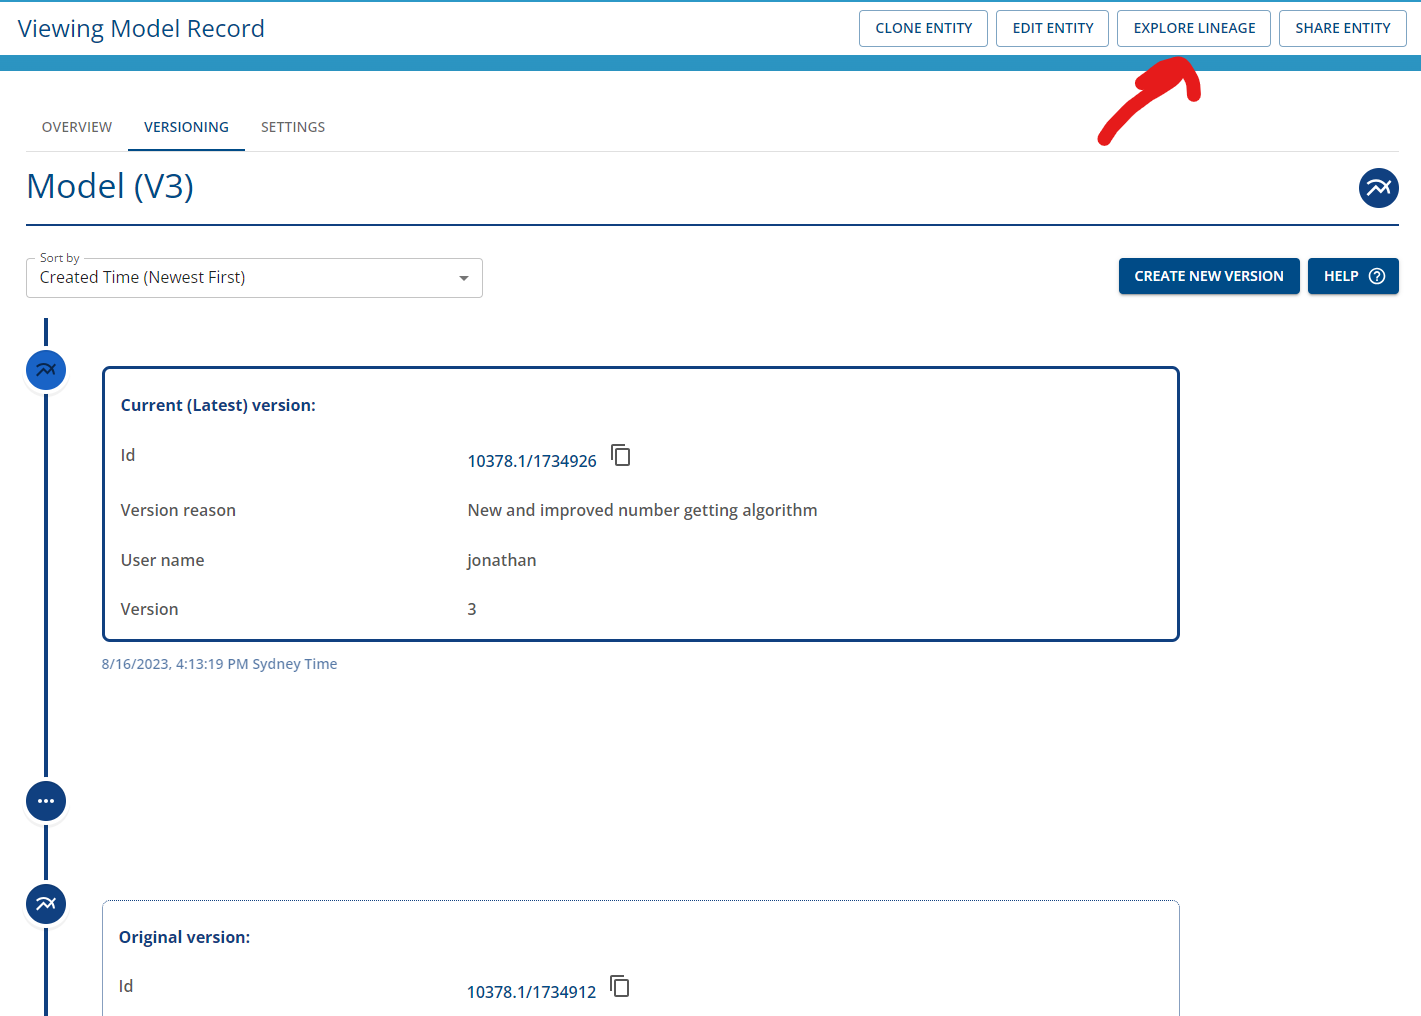 Viewing Model Record
CLONE ENTITY
EDIT ENTITY
EXPLORE LINEAGE
SHARE ENTITY
OVERVIEW
VERSIONING
SETTINGS
Model (V3)
Sort by
Created Time (Newest First)
CREATE NEW VERSION
HELP
Current (Latest) version:
Id 10378.1/1734926
Version reason New and improved number getting algorithm
User name jonathan
Version 3
8/16/2023, 4:13:19 PM Sydney Time
Original version:
Id 10378.1/1734912